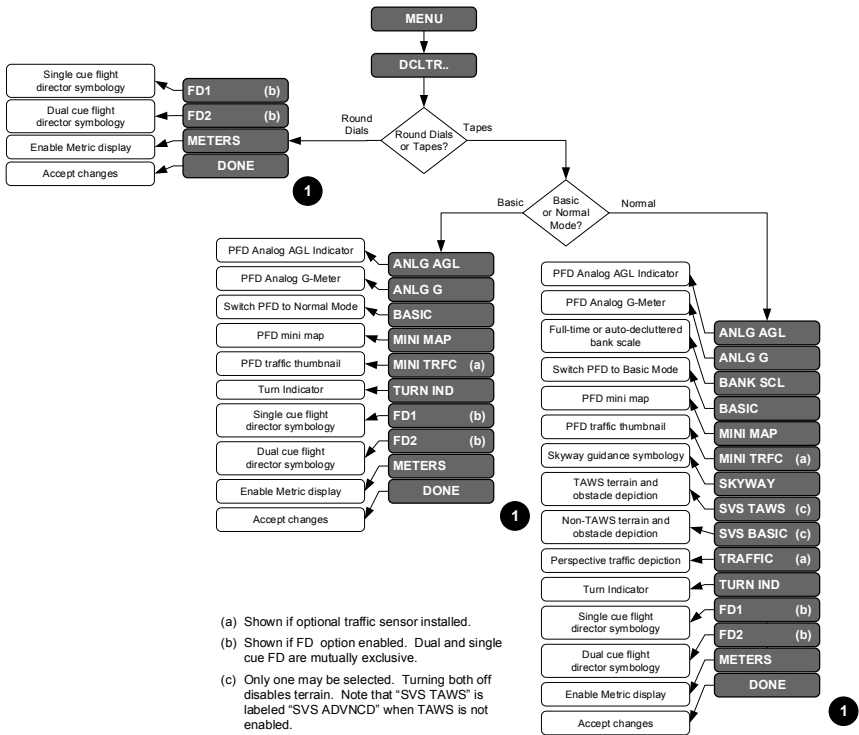 MENU
DCLTR..
Round Dials
or Tapes?
Round
Dials
Tapes
Single cue flight
director symbology
FD1 (b)
Dual cue flight
director symbology
FD2 (b)
Enable Metric display
METERS
Accept changes
DONE
1
Basic
or Normal
Mode?
Basic
Normal
PFD Analog AGL Indicator
ANLG AGL
PFD Analog G-Meter
ANLG G
Switch PFD to Normal Mode
BASIC
PFD mini map
MINI MAP
PFD traffic thumbnail
MINI TRFC (a)
Turn Indicator
TURN IND
Single cue flight
director symbology
FD1 (b)
Dual cue flight
director symbology
FD2 (b)
Enable Metric display
METERS
Accept changes
DONE
1
PFD Analog AGL Indicator
ANLG AGL
PFD Analog G-Meter
ANLG G
Full-time or auto-decluttered
bank scale
BANK SCL
Switch PFD to Basic Mode
BASIC
PFD mini map
MINI MAP
PFD traffic thumbnail
MINI TRFC (a)
Skyway guidance symbology
SKYWAY
TAWS terrain and
obstacle depiction
SVS TAWS (c)
Non-TAWS terrain and
obstacle depiction
SVS BASIC (c)
Perspective traffic depiction
TRAFFIC (a)
Turn Indicator
TURN IND
Single cue flight
director symbology
FD1 (b)
Dual cue flight
director symbology
FD2 (b)
Enable Metric display
METERS
Accept changes
DONE
1
(a) Shown if optional traffic sensor installed.
(b) Shown if FD option enabled. Dual and single
cue FD are mutually exclusive.
(c) Only one may be selected. Turning both off
disables terrain. Note that “SVS TAWS” is
labeled “SVS ADVNCD” when TAWS is not
enabled.